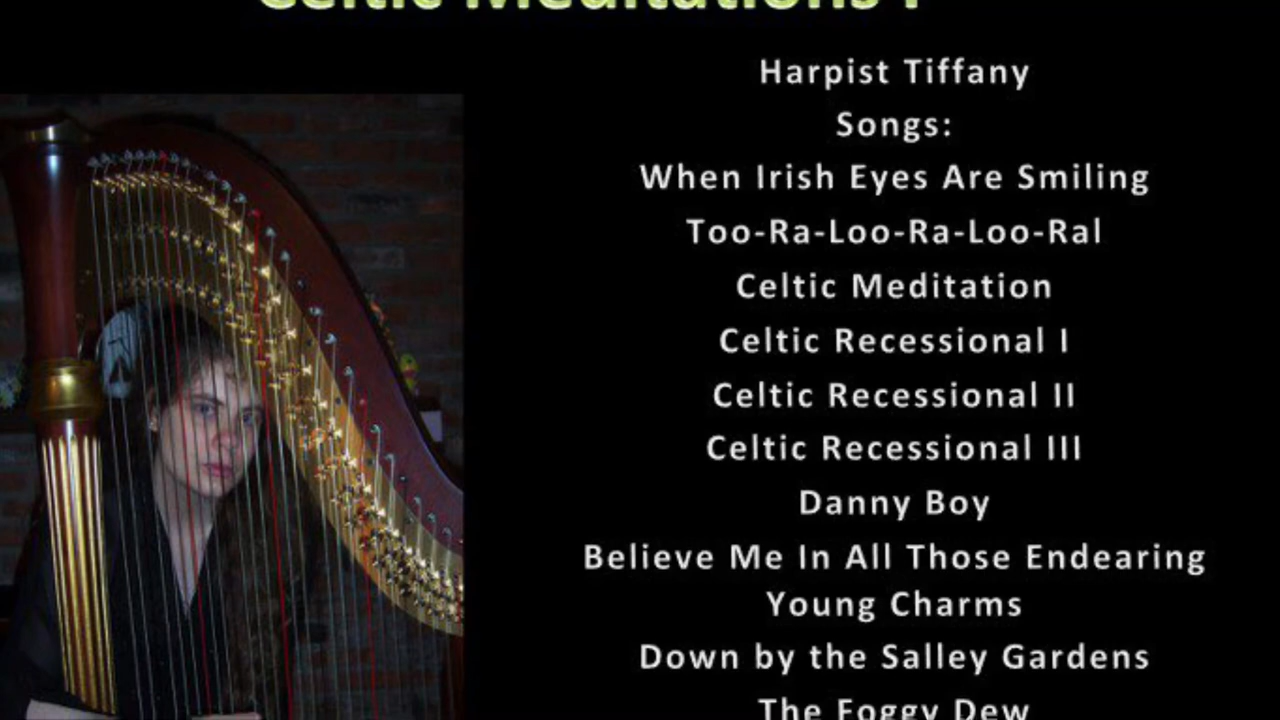 Celtic Meditations I
Harpist Tiffany
Songs:
When Irish Eyes Are Smiling
Too-Ra-Loo-Ra-Loo-Ral
Celtic Meditation
Celtic Recessional I
Celtic Recessional II
Celtic Recessional III
Danny Boy
Believe Me In All Those Endearing
Young Charms
Down by the Salley Gardens
The Foggy Dew